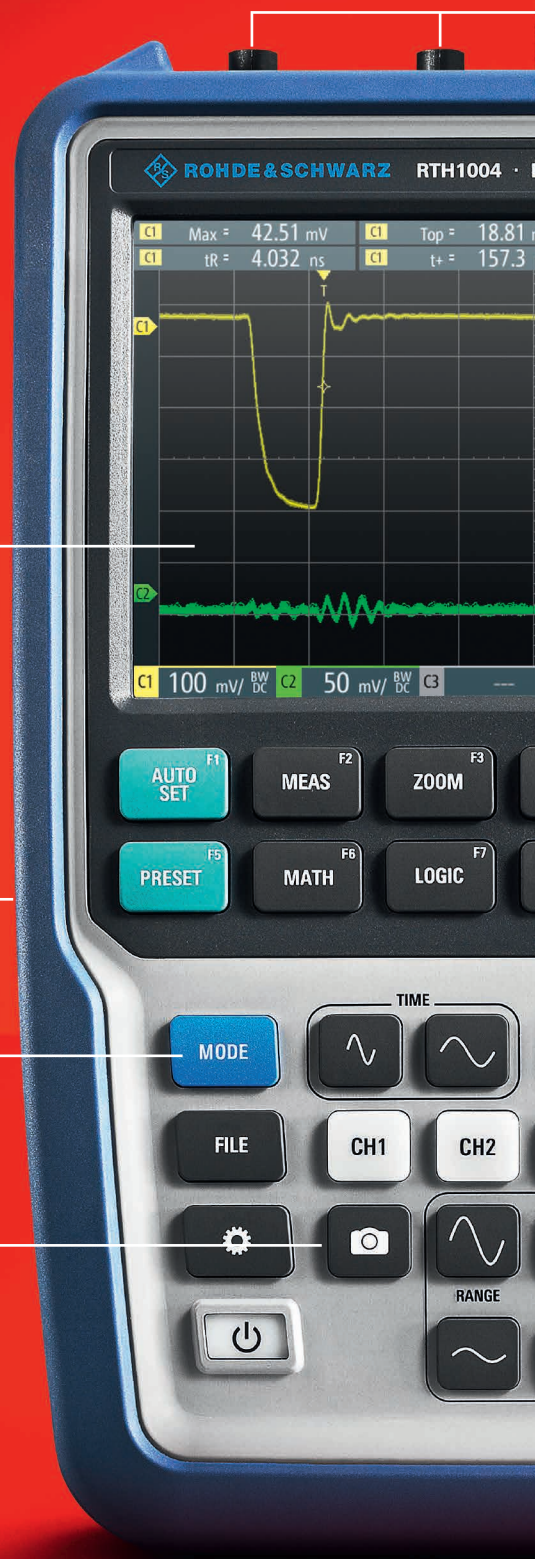 R&S ROHDE&SCHWARZ RTH1004 ·
C1 Max = 42.51 mV C1 Top = 18.81
C1 tR = 4.032 ns C1 t+ = 157.3
T
C1
C2
C1 100 mV/ BW DC C2 50 mV/ BW DC C3 ---
AUTO SET F1 MEAS F2 ZOOM F3
PRESET F5 MATH F6 LOGIC F7
TIME
MODE
FILE CH1 CH2
RANGE